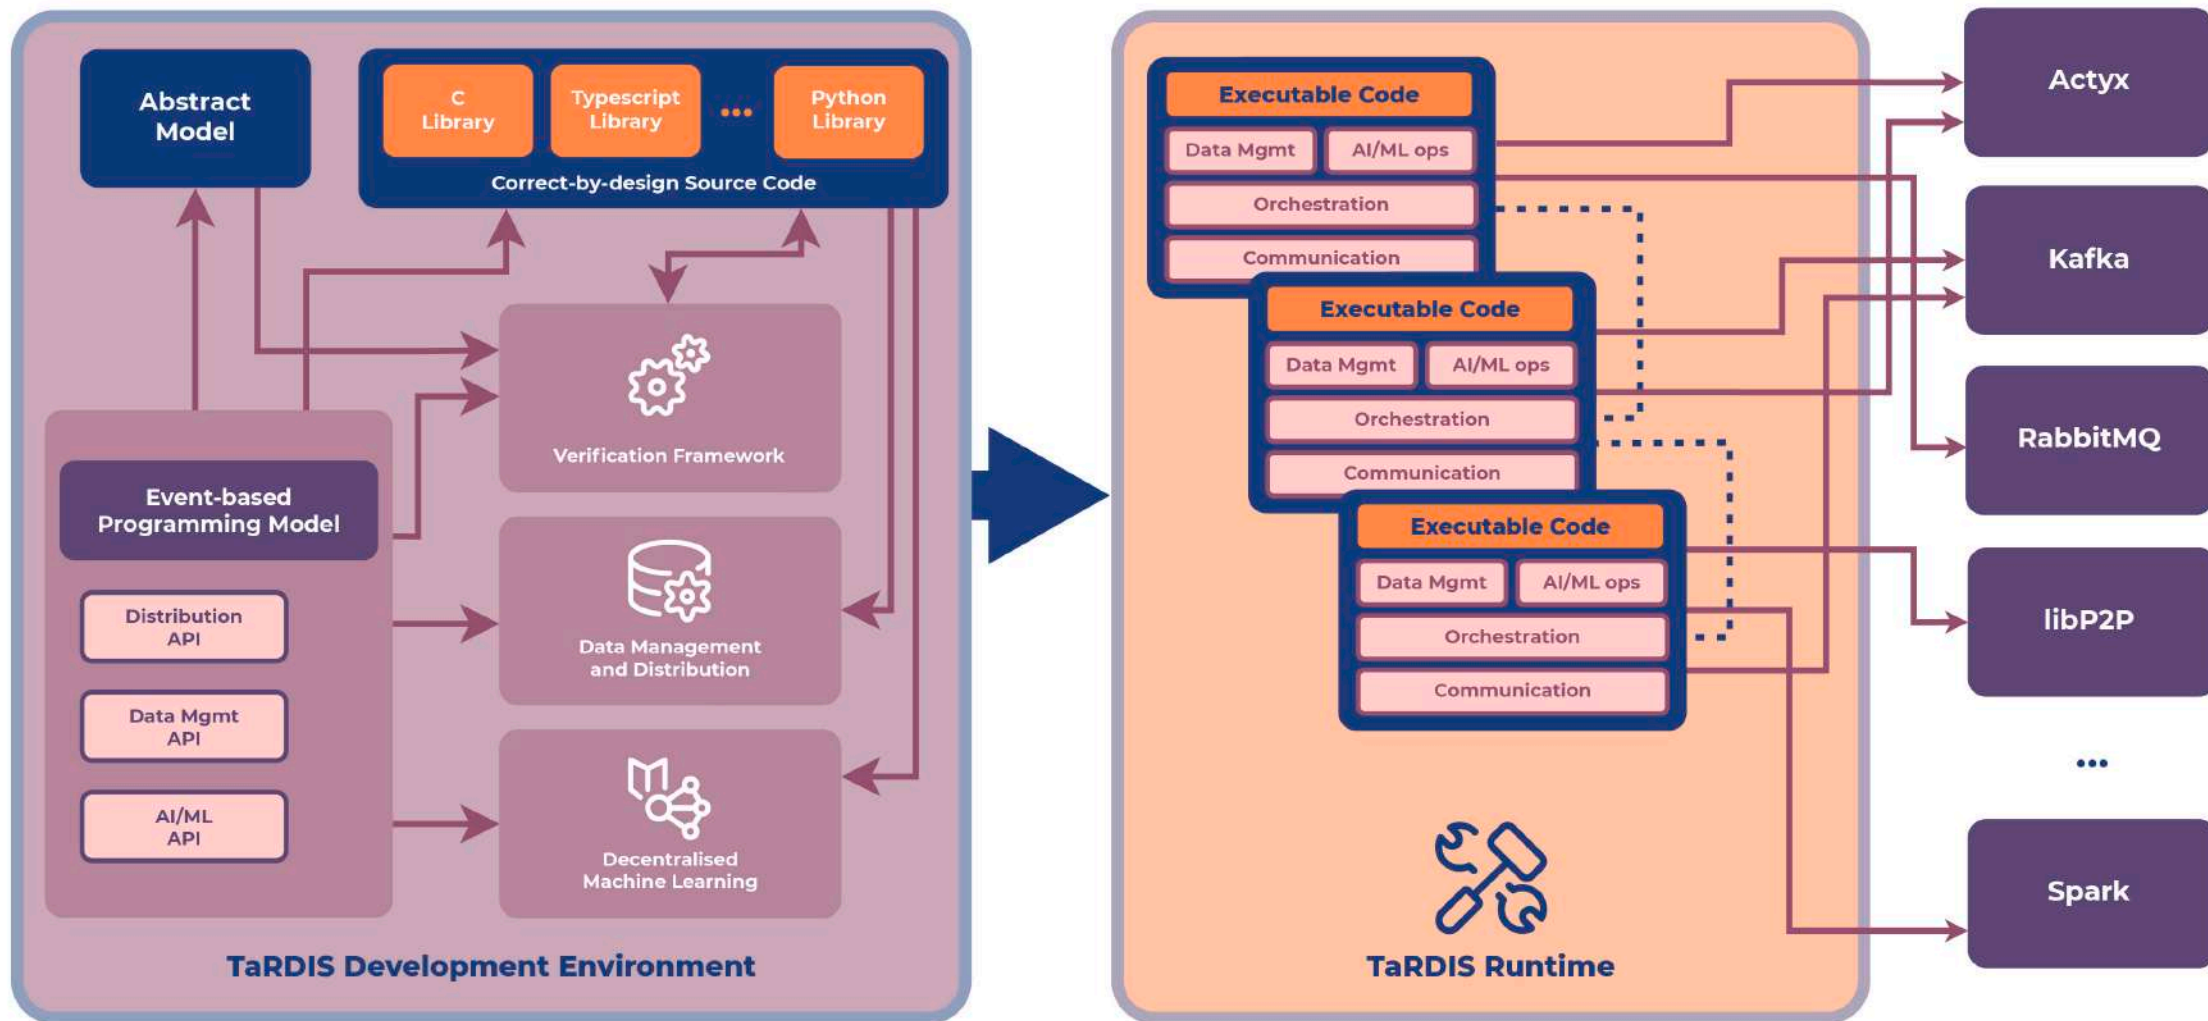 Abstract
Model
C
Library
Typescript
Library
...
Python
Library
Correct-by-design Source Code
Verification Framework
Event-based
Programming Model
Distribution
API
Data Mgmt
API
AI/ML
API
Data Management
and Distribution
Decentralised
Machine Learning
TaRDIS Development Environment
Executable Code
Data Mgmt
AI/ML ops
Orchestration
Communication
Executable Code
Data Mgmt
AI/ML ops
Orchestration
Communication
Executable Code
Data Mgmt
AI/ML ops
Orchestration
Communication
TaRDIS Runtime
Actyx
Kafka
RabbitMQ
libP2P
...
Spark